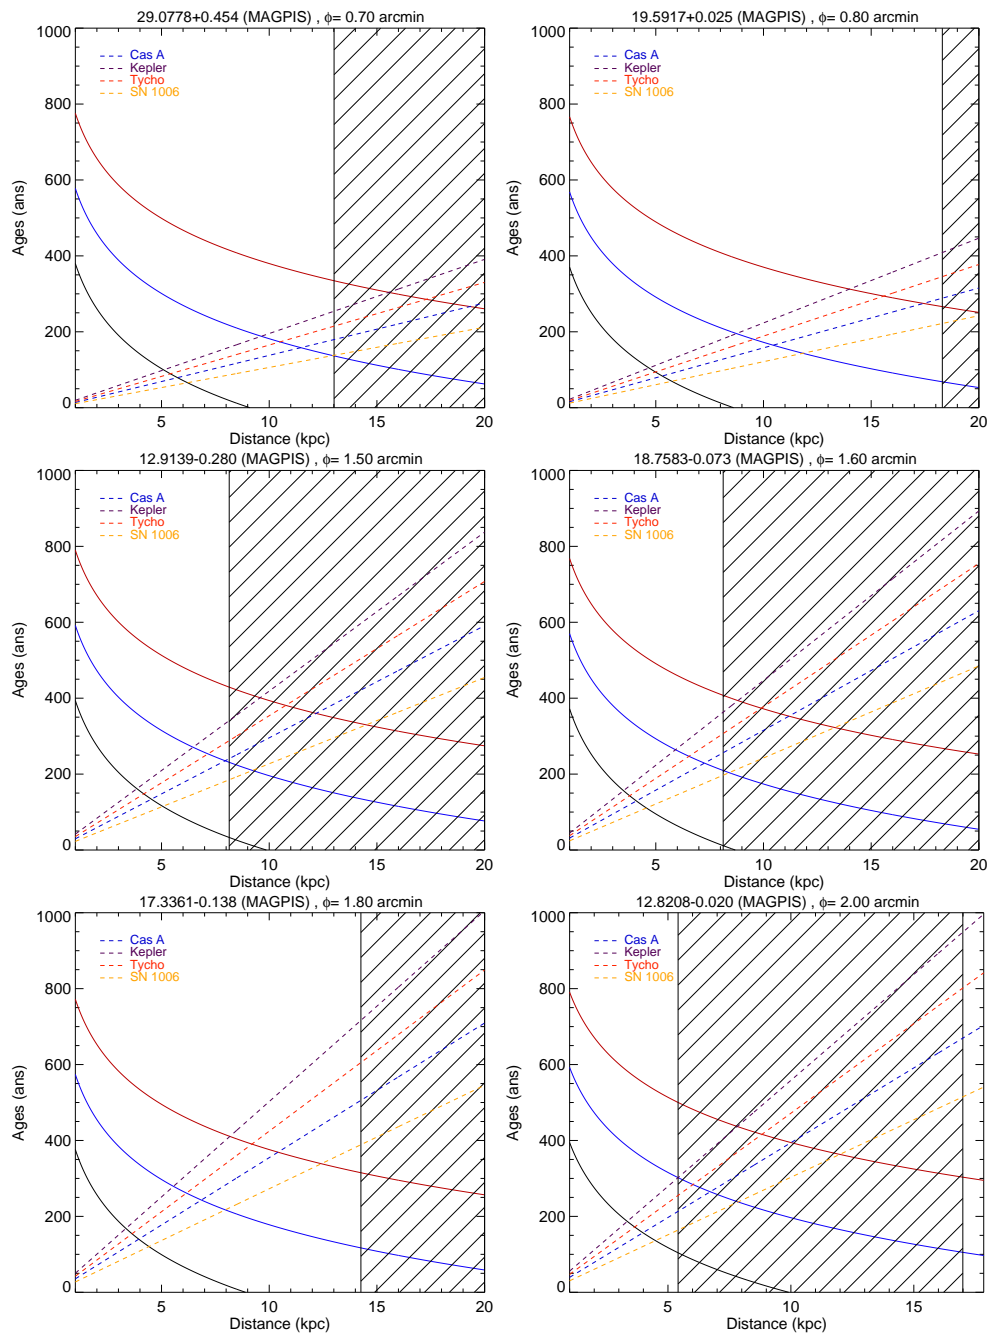 29.0778+0.454 (MAGPIS) , ϕ= 0.70 arcmin
1000
800
600
400
200
0
Ages (ans)
Cas A
Kepler
Tycho
SN 1006
5
10
15
20
Distance (kpc)
19.5917+0.025 (MAGPIS) , ϕ= 0.80 arcmin
1000
800
600
400
200
0
Ages (ans)
Cas A
Kepler
Tycho
SN 1006
5
10
15
20
Distance (kpc)
12.9139-0.280 (MAGPIS) , ϕ= 1.50 arcmin
1000
800
600
400
200
0
Ages (ans)
Cas A
Kepler
Tycho
SN 1006
5
10
15
20
Distance (kpc)
18.7583-0.073 (MAGPIS) , ϕ= 1.60 arcmin
1000
800
600
400
200
0
Ages (ans)
Cas A
Kepler
Tycho
SN 1006
5
10
15
20
Distance (kpc)
17.3361-0.138 (MAGPIS) , ϕ= 1.80 arcmin
1000
800
600
400
200
0
Ages (ans)
Cas A
Kepler
Tycho
SN 1006
5
10
15
20
Distance (kpc)
12.8208-0.020 (MAGPIS) , ϕ= 2.00 arcmin
1000
800
600
400
200
0
Ages (ans)
Cas A
Kepler
Tycho
SN 1006
5
10
15
Distance (kpc)